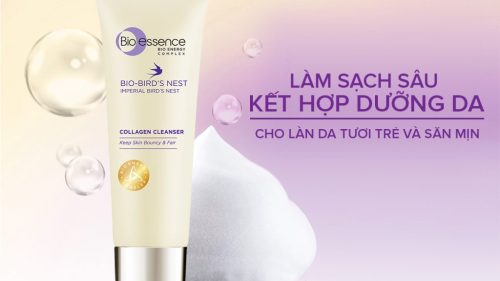 Bio essence
BIO ENERGY
COMPLEX
BIO-BIRD'S NEST
IMPERIAL BIRD'S NEST
COLLAGEN CLEANSER
Keep Skin Bouncy & Fair
LÀM SẠCH SÂU
KẾT HỢP DƯỠNG DA
CHO LÀN DA TƯƠI TRẺ VÀ SĂN MỊN